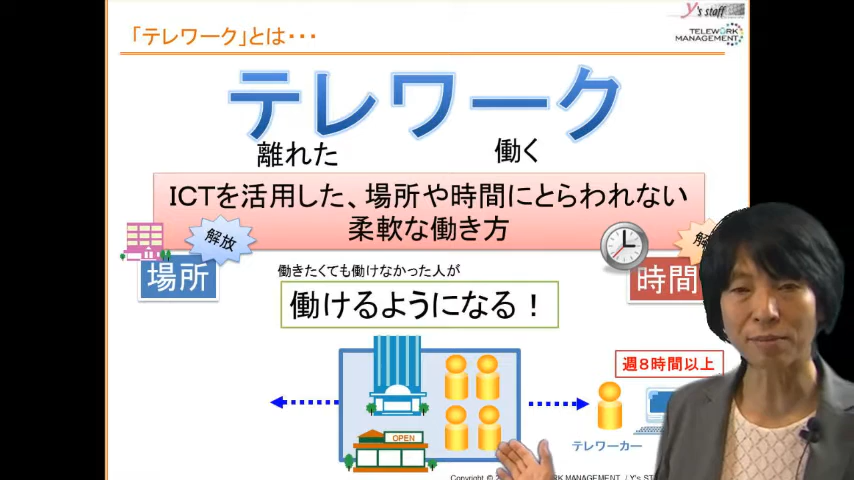 「テレワーク」とは・・・
y's staff
TELEWORK
MANAGEMENT
テレワーク
離れた
働く
ICTを活用した、場所や時間にとらわれない
柔軟な働き方
解放
場所
時間
働きたくても働けなかった人が
働けるようになる！
週8時間以上
OPEN
テレワーカー
Copyright ©
RK MANAGEMENT / Y's